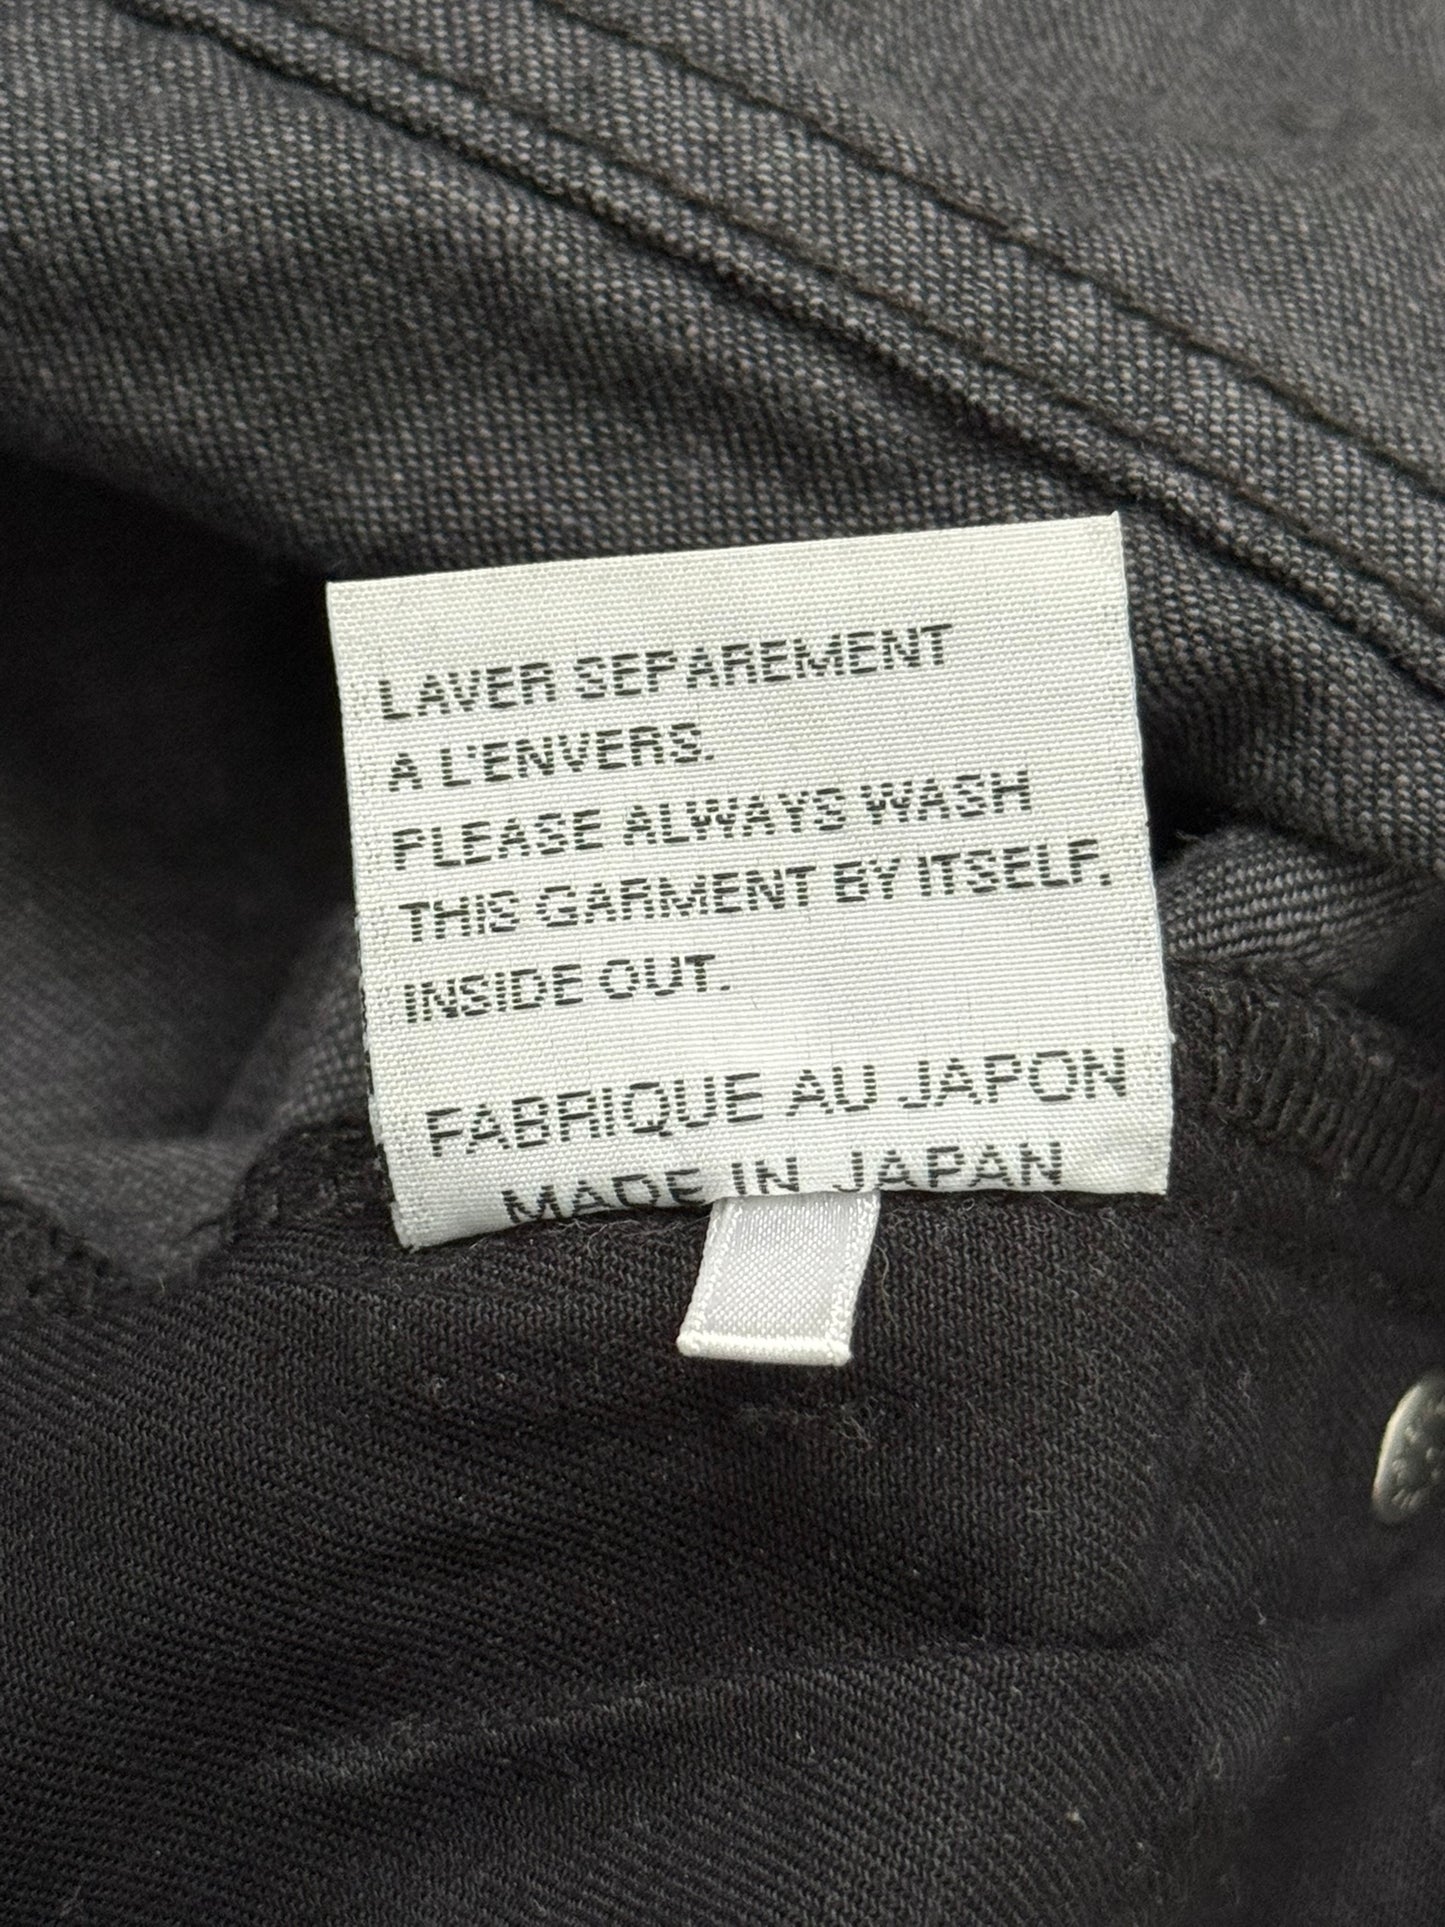 LAVER SEPAREMENT
A L'ENVERS.
PLEASE ALWAYS WASH
THIS GARMENT BY ITSELF,
INSIDE OUT.
FABRIQUE AU JAPON
MADE IN JAPAN